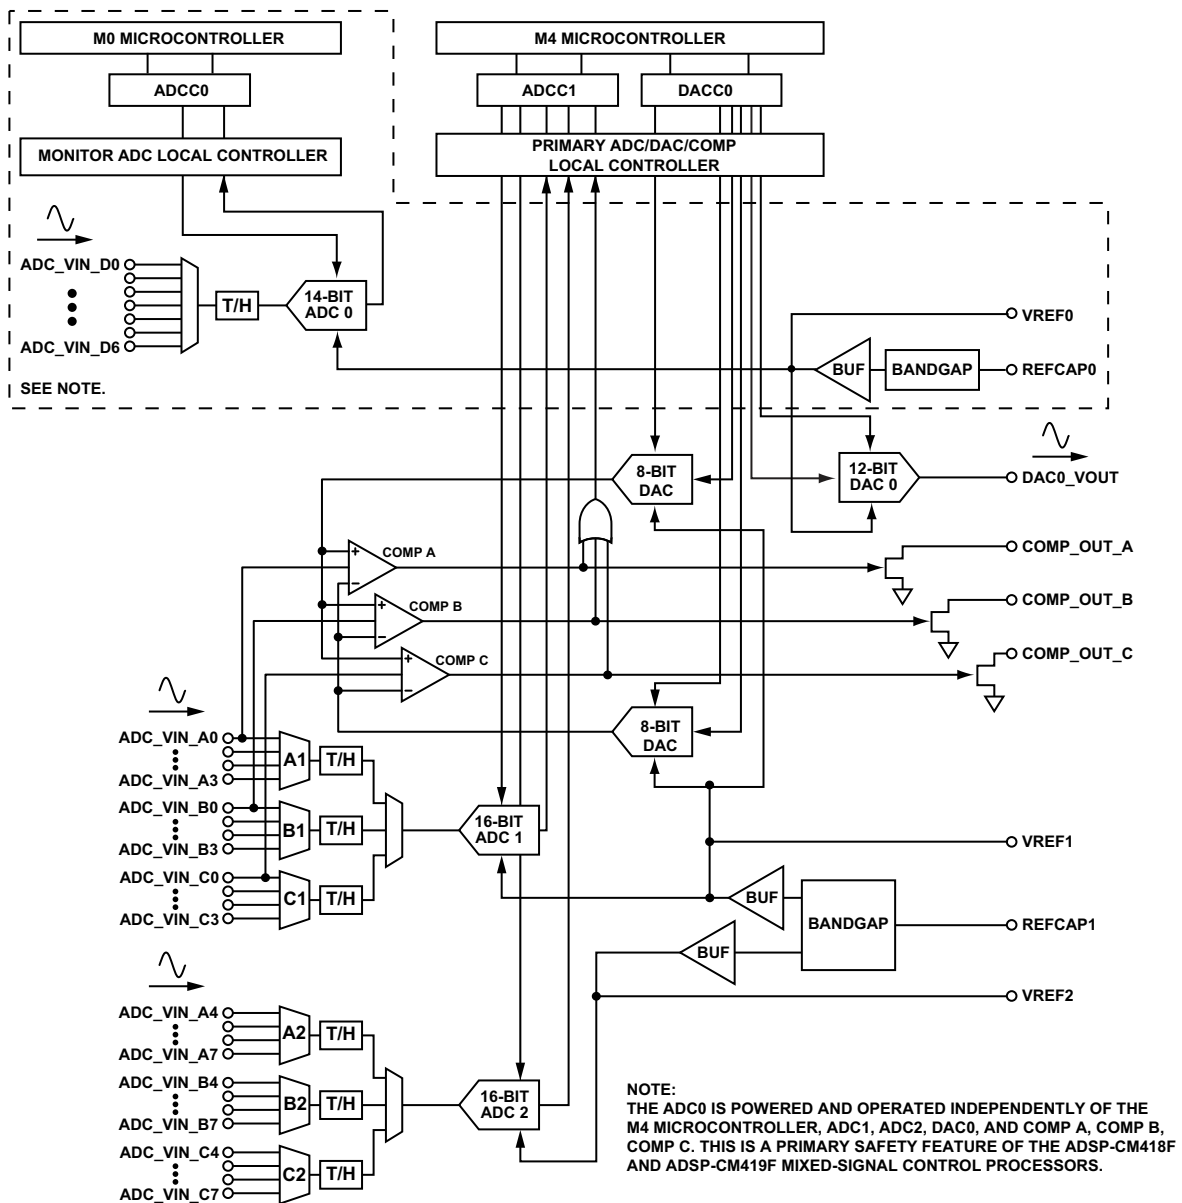 M0 MICROCONTROLLER
M4 MICROCONTROLLER
ADCC0
ADCC1
DACC0
MONITOR ADC LOCAL CONTROLLER
PRIMARY ADC/DAC/COMP
LOCAL CONTROLLER
ADC_VIN_D0
ADC_VIN_D6
T/H
14-BIT
ADC 0
SEE NOTE.
VREF0
BUF
BANDGAP
REFCAP0
8-BIT
DAC
12-BIT
DAC 0
DAC0_VOUT
+
–
COMP A
COMP_OUT_A
+
–
COMP B
COMP_OUT_B
+
–
COMP C
COMP_OUT_C
8-BIT
DAC
ADC_VIN_A0
ADC_VIN_A3
A1
T/H
ADC_VIN_B0
ADC_VIN_B3
B1
T/H
16-BIT
ADC 1
ADC_VIN_C0
ADC_VIN_C3
C1
T/H
VREF1
BUF
BUF
BANDGAP
REFCAP1
VREF2
ADC_VIN_A4
ADC_VIN_A7
A2
T/H
ADC_VIN_B4
ADC_VIN_B7
B2
T/H
16-BIT
ADC 2
ADC_VIN_C4
ADC_VIN_C7
C2
T/H
NOTE:
THE ADC0 IS POWERED AND OPERATED INDEPENDENTLY OF THE
M4 MICROCONTROLLER, ADC1, ADC2, DAC0, AND COMP A, COMP B,
COMP C. THIS IS A PRIMARY SAFETY FEATURE OF THE ADSP-CM418F
AND ADSP-CM419F MIXED-SIGNAL CONTROL PROCESSORS.